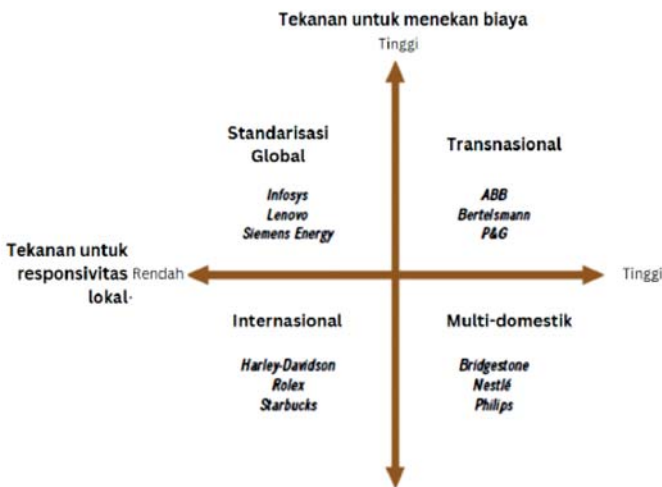 Tekanan untuk menekan biaya
Tinggi
Standarisasi
Global
Transnasional
Infosys
Lenovo
Siemens Energy
ABB
Bertelsmann
P&G
Tekanan untuk
responsivitas
lokal·
Rendah
Tinggi
Internasional
Multi-domestik
Harley-Davidson
Rolex
Starbucks
Bridgestone
Nestlé
Philips